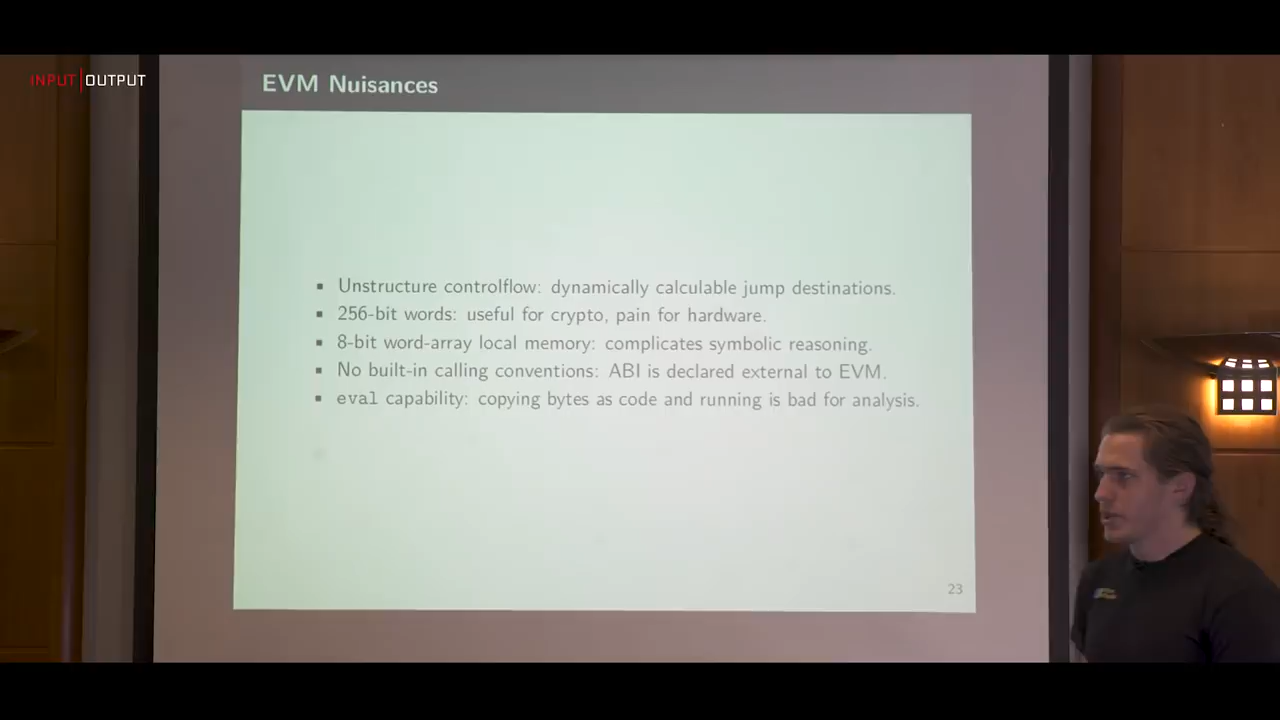 INPUT|OUTPUT
EVM Nuisances
▪ Unstructure controlflow: dynamically calculable jump destinations.
▪ 256-bit words: useful for crypto, pain for hardware.
▪ 8-bit word-array local memory: complicates symbolic reasoning.
▪ No built-in calling conventions: ABI is declared external to EVM.
▪ eval capability: copying bytes as code and running is bad for analysis.
23